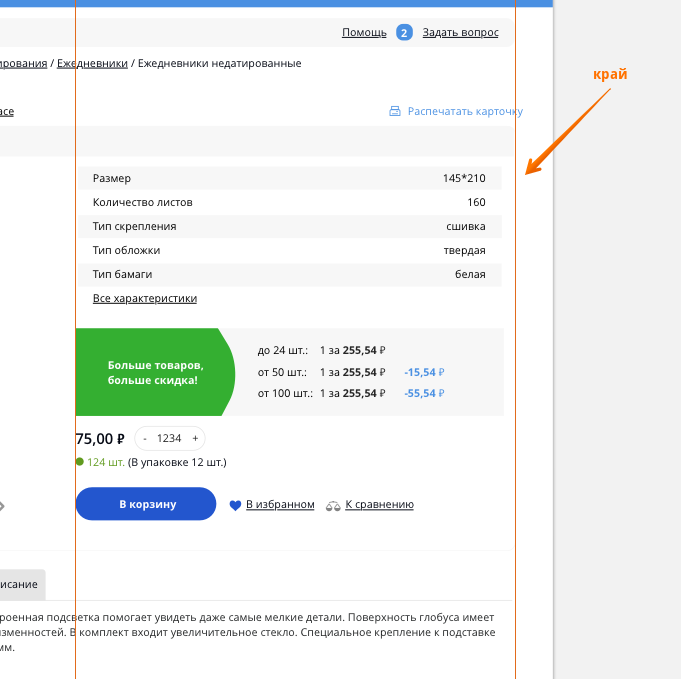 Помощь 2 Задать вопрос
ирования / Ежедневники / Ежедневники недатированные
край
Распечатать карточку
Размер 145*210
Количество листов 160
Тип скрепления сшивка
Тип обложки твердая
Тип бамаги белая
Все характеристики
Больше товаров,
больше скидка!
до 24 шт.: 1 за 255,54 ₽
от 50 шт.: 1 за 255,54 ₽ -15,54 ₽
от 100 шт.: 1 за 255,54 ₽ -55,54 ₽
75,00 ₽ - 1234 +
124 шт. (В упаковке 12 шт.)
В корзину В избранном К сравнению
исание
роенная подсветка помогает увидеть даже самые мелкие детали. Поверхность глобуса имеет
зменностей. В комплект входит увеличительное стекло. Специальное крепление к подставке
мм.